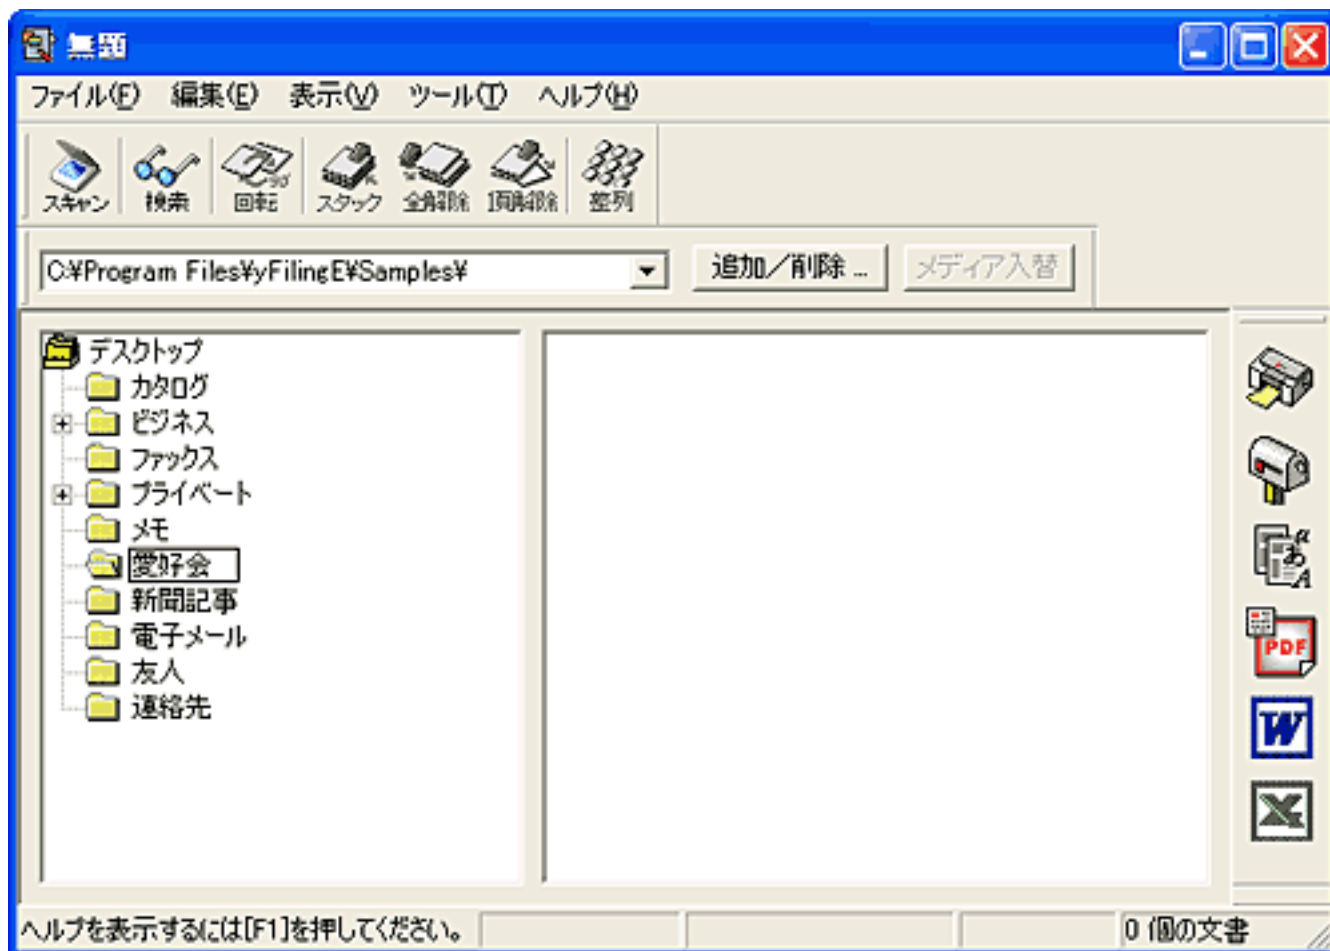 無題
ファイル(F) 編集(E) 表示(V) ツール(T) ヘルプ(H)
スキャン 検索 回転 スタック 全解除 1頁解除 整列
C:¥Program Files¥yFilingE¥Samples¥ 追加／削除 ... メディア入替
デスクトップ
カタログ
ビジネス
ファックス
プライベート
メモ
愛好会
新聞記事
電子メール
友人
連絡先
α
あ
A
PDF
W
X
ヘルプを表示するには[F1]を押してください。 0 個の文書